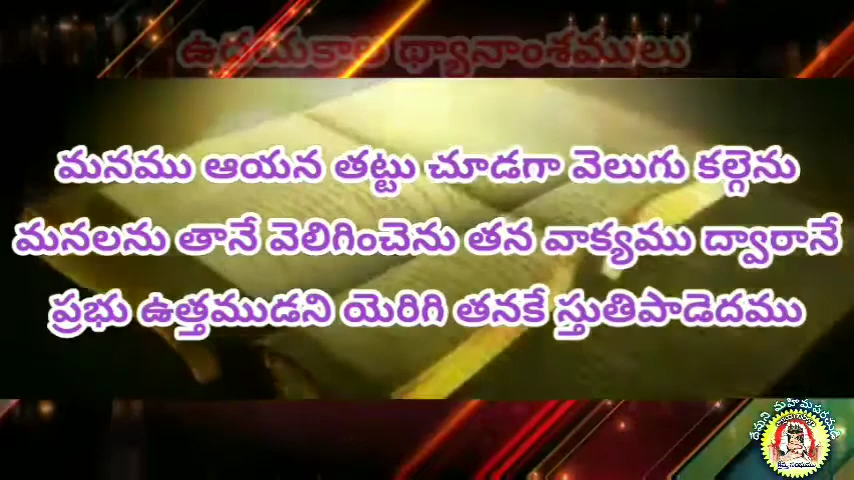 ఉదయకాల ధ్యానాంశములు
మనము ఆయన తట్టు చూడగా వెలుగు కల్గెను
మనలను తానే వెలిగించెను తన వాక్యము ద్వారానే
ప్రభు ఉత్తముడని యెరిగి తనకే స్తుతిపాడెదము